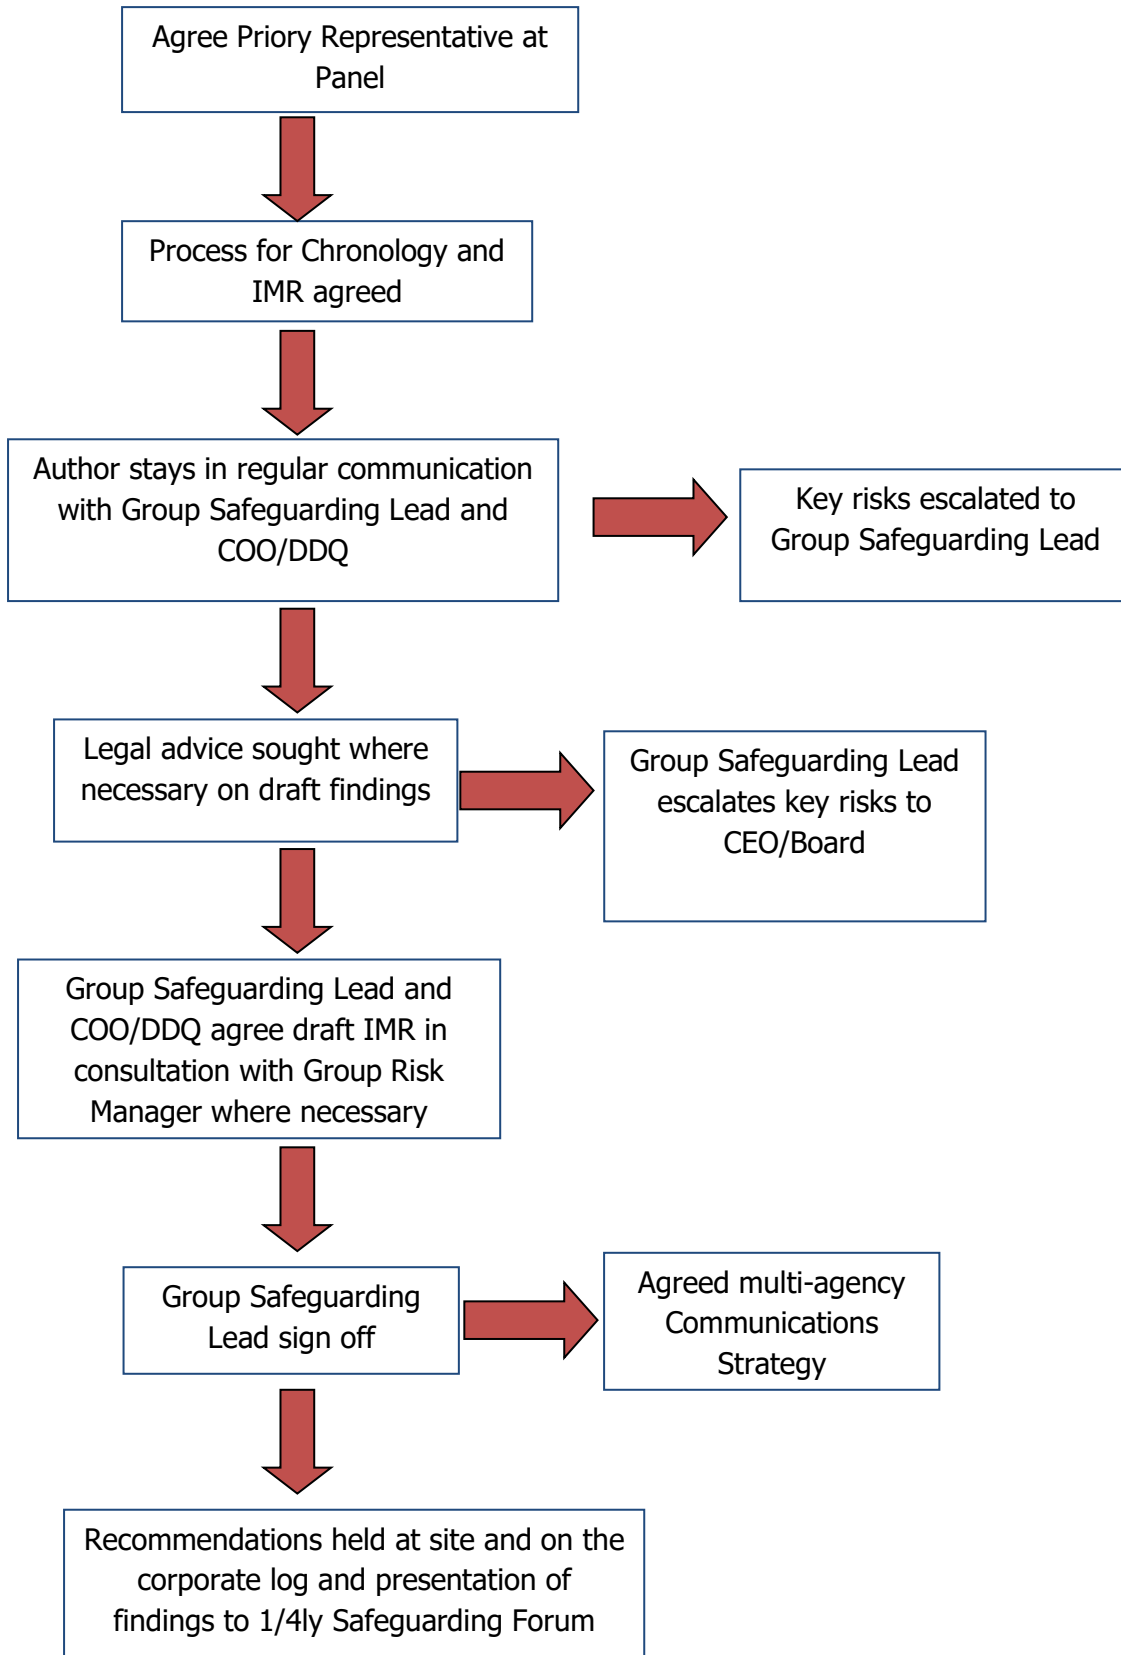 Agree Priory Representative at
Panel
Process for Chronology and
IMR agreed
Author stays in regular communication
with Group Safeguarding Lead and
COO/DDQ
Key risks escalated to
Group Safeguarding Lead
Legal advice sought where
necessary on draft findings
Group Safeguarding Lead
escalates key risks to
CEO/Board
Group Safeguarding Lead and
COO/DDQ agree draft IMR in
consultation with Group Risk
Manager where necessary
Group Safeguarding
Lead sign off
Agreed multi-agency
Communications
Strategy
Recommendations held at site and on the
corporate log and presentation of
findings to 1/4ly Safeguarding Forum